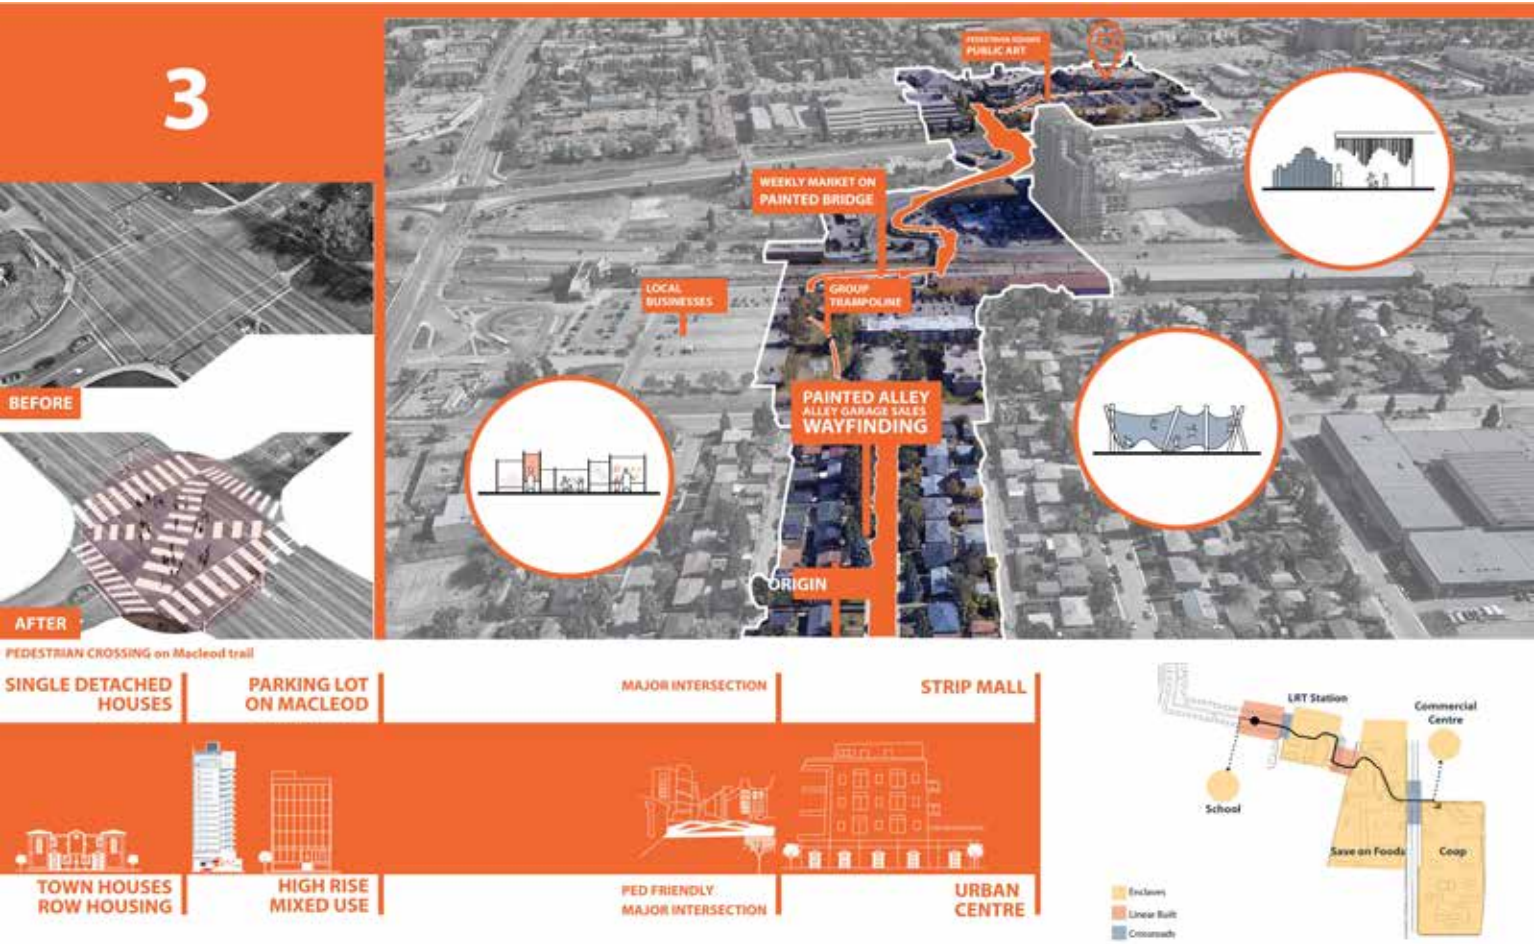 3
PEDESTRIAN SQUARE
PUBLIC ART
WEEKLY MARKET ON
PAINTED BRIDGE
LOCAL
BUSINESSES
GROUP
TRAMPOLINE
PAINTED ALLEY
ALLEY GARAGE SALES
WAYFINDING
ORIGIN
BEFORE
AFTER
PEDESTRIAN CROSSING on Macleod trail
SINGLE DETACHED
HOUSES
PARKING LOT
ON MACLEOD
MAJOR INTERSECTION
STRIP MALL
TOWN HOUSES
ROW HOUSING
HIGH RISE
MIXED USE
PED FRIENDLY
MAJOR INTERSECTION
URBAN
CENTRE
LRT Station
Commercial
Centre
School
Save on Foods
Coop
Enclaves
Linear Built
Crossroads